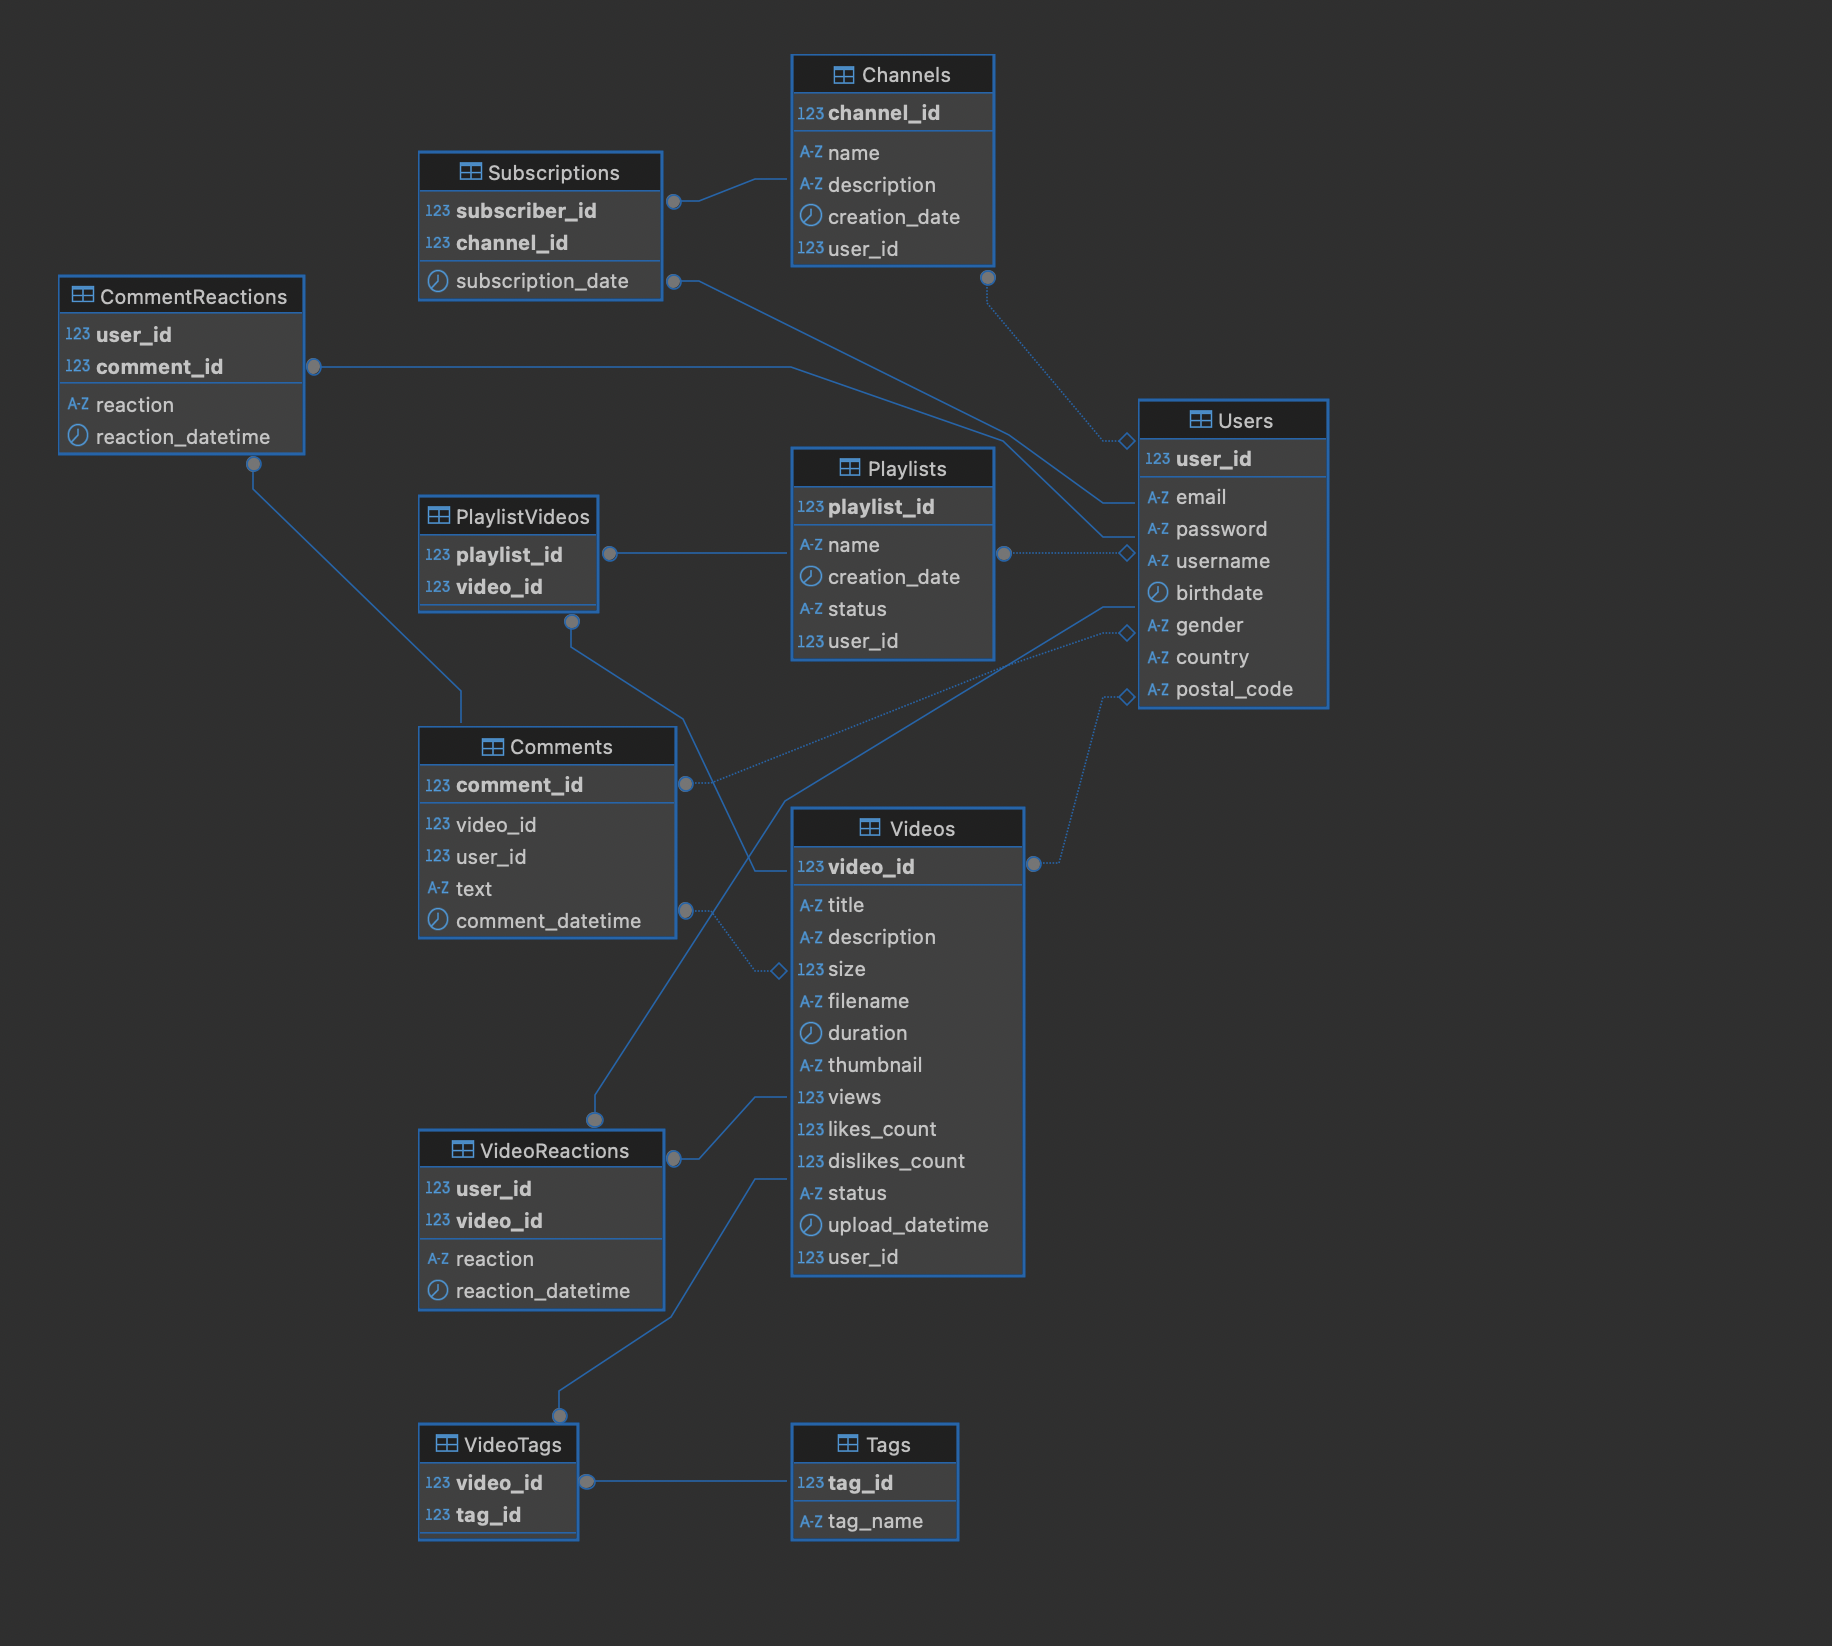 Channels
123 channel_id
A-Z name
A-Z description
creation_date
123 user_id
Subscriptions
123 subscriber_id
123 channel_id
subscription_date
CommentReactions
123 user_id
123 comment_id
A-Z reaction
reaction_datetime
Users
123 user_id
A-Z email
A-Z password
A-Z username
birthdate
A-Z gender
A-Z country
A-Z postal_code
Playlists
123 playlist_id
A-Z name
creation_date
A-Z status
123 user_id
PlaylistVideos
123 playlist_id
123 video_id
Comments
123 comment_id
123 video_id
123 user_id
A-Z text
comment_datetime
Videos
123 video_id
A-Z title
A-Z description
123 size
A-Z filename
duration
A-Z thumbnail
123 views
123 likes_count
123 dislikes_count
A-Z status
upload_datetime
123 user_id
VideoReactions
123 user_id
123 video_id
A-Z reaction
reaction_datetime
VideoTags
123 video_id
123 tag_id
Tags
123 tag_id
A-Z tag_name